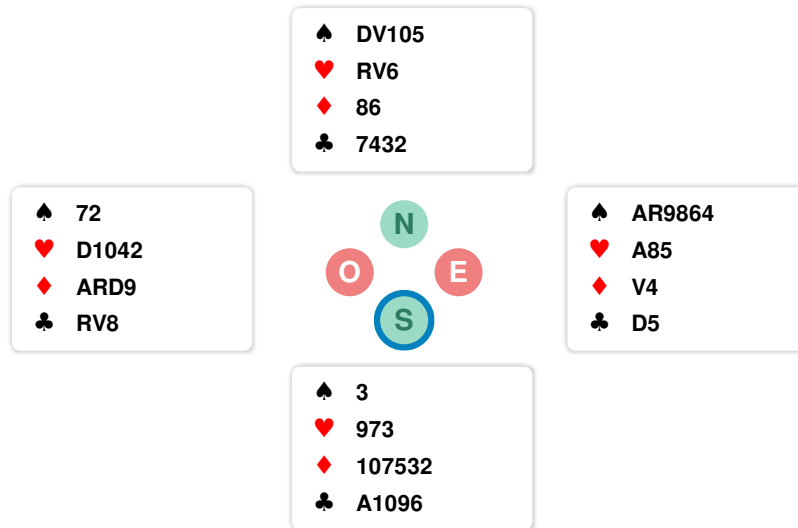 ♠ DV105
♥ RV6
♦ 86
♣ 7432
♠ 72
♥ D1042
♦ ARD9
♣ RV8
N
O E
S
♠ AR9864
♥ A85
♦ V4
♣ D5
♠ 3
♥ 973
♦ 107532
♣ A1096